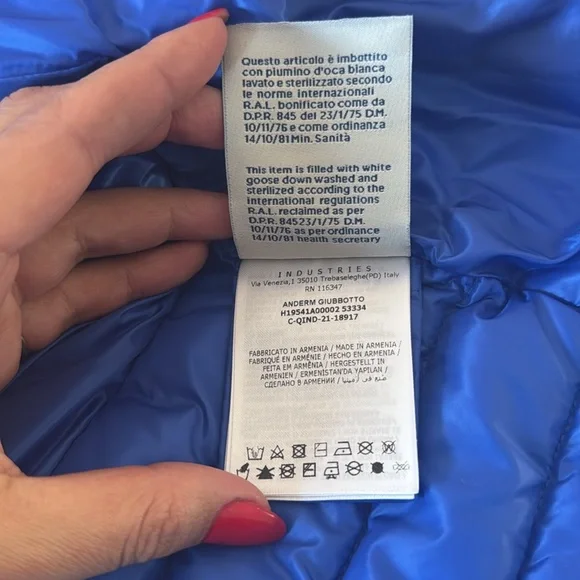 Questo articolo è imbottito
con piumino d'oca bianca
lavato e sterilizzato secondo
le norme internazionali
R.A.L. bonificato come da
D.P.R. 845 del 23/1/75 D.M.
10/11/76 e come ordinanza
14/10/81 Min. Sanità
This item is filled with white
goose down washed and
sterilized according to the
international regulations
R.A.L. reclaimed as per
D.P.R. 84523/1/75 D.M.
10/11/76 as per ordinance
14/10/81 health secretary
INDUSTRIES
Via Venezia,1 35010 Trebaseleghe(PD) Italy
RN 116347
ANDERM GIUBBOTTO
H19541A00002 53334
C-QIND-21-18917
FABBRICATO IN ARMENIA / MADE IN ARMENIA /
FABRIQUÉ EN ARMÉNIE / HECHO EN ARMENIA /
FEITA EM ARMÊNIA / HERGESTELLT IN
ARMENIEN / ERMENISTAN'DA YAPILAN /
СДЕЛАНО В АРМЕНИИ / صنع في أرمينيا